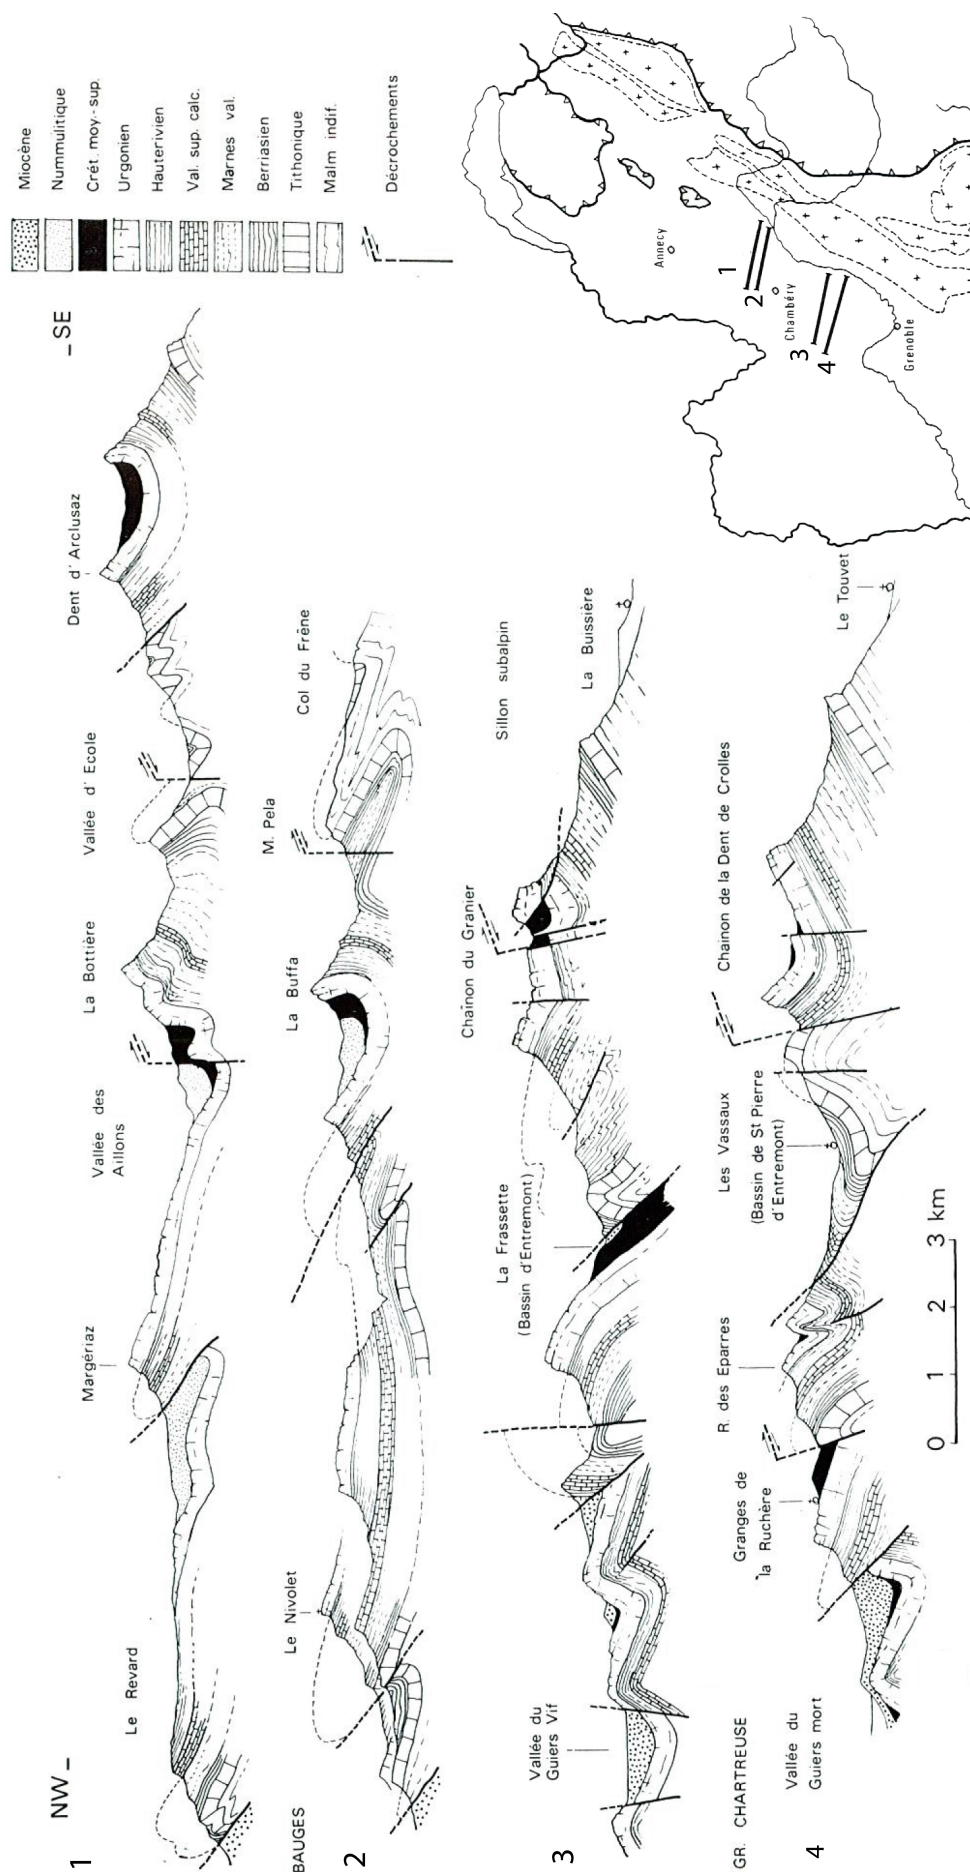 NW_
_ SE
1
Le Revard
Margériaz
Vallée des
Aillons
La Bottière
Vallée d' Ecole
Dent d' Arclusaz
BAUGES
2
Le Nivolet
La Buffa
M. Pela
Col du Frêne
3
Vallée du
Guiers Vif
La Frassette
(Bassin d'Entremont)
Chaînon du Granier
Sillon subalpin
La Buissière
GR. CHARTREUSE
4
Vallée du
Guiers mort
Granges de
la Ruchère
R. des Eparres
Les Vassaux
(Bassin de St Pierre
d'Entremont)
Chaînon de la Dent de Crolles
Le Touvet
0 1 2 3 km
Miocène
Nummulitique
Crét. moy.-sup.
Urgonien
Hauterivien
Val. sup. calc.
Marnes val.
Berriasien
Tithonique
Malm indif.
Décrochements
Annecy
1
2
Chambéry
3
4
Grenoble